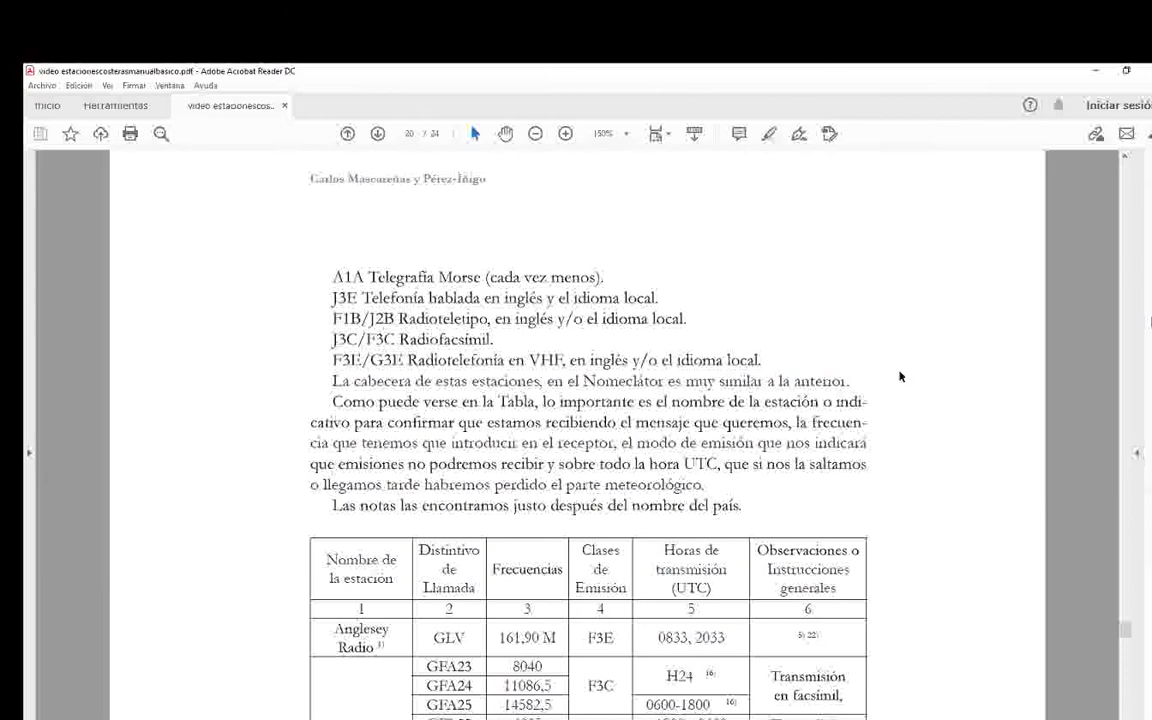 video estacionescosterasmanualbasico.pdf - Adobe Acrobat Reader DC
Archivo Edición Ver Firmar Ventana Ayuda
Inicio Herramientas video estacionescos... × Iniciar sesió
20 / 24 150%
Carlos Mascareñas y Pérez-Iñigo
A1A Telegrafía Morse (cada vez menos).
J3E Telefonía hablada en inglés y el idioma local.
F1B/J2B Radioteletipo, en inglés y/o el idioma local.
J3C/F3C Radiofacsímil.
F3E/G3E Radiotelefonía en VHF, en inglés y/o el idioma local.
La cabecera de estas estaciones, en el Nomeclátor es muy similar a la anterior.
Como puede verse en la Tabla, lo importante es el nombre de la estación o indi-
cativo para confirmar que estamos recibiendo el mensaje que queremos, la frecuen-
cia que tenemos que introducir en el receptor, el modo de emisión que nos indicará
que emisiones no podremos recibir y sobre todo la hora UTC, que si nos la saltamos
o llegamos tarde habremos perdido el parte meteorológico.
Las notas las encontramos justo después del nombre del país.
Nombre de la estación Distintivo de Llamada Frecuencias Clases de Emisión Horas de transmisión (UTC) Observaciones o Instrucciones generales
1 2 3 4 5 6
Anglesey Radio 1) GLV 161,90 M F3E 0833, 2033 5) 22)
GFA23 8040 F3C H24 16) Transmisión en facsímil,
GFA24 11086,5
GFA25 14582,5 0600-1800 16)